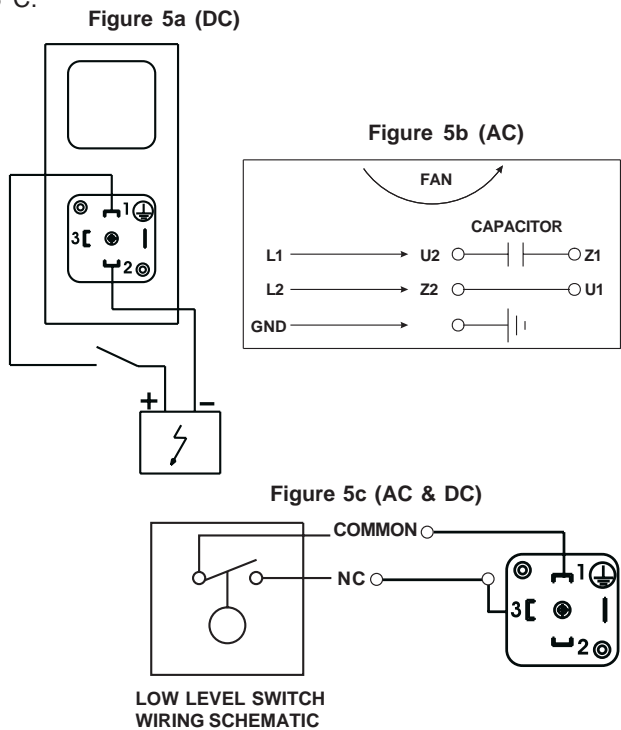 °C.
Figure 5a (DC)
1
3
2
+ –
Figure 5b (AC)
FAN
CAPACITOR
L1 U2 Z1
L2 Z2 U1
GND
Figure 5c (AC & DC)
COMMON
NC
1
3
2
LOW LEVEL SWITCH
WIRING SCHEMATIC